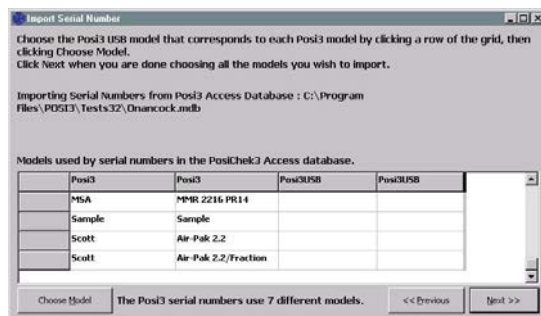 Import Serial Number
Choose the Posi3 USB model that corresponds to each Posi3 model by clicking a row of the grid, then
clicking Choose Model.
Click Next when you are done choosing all the models you wish to import.
Importing Serial Numbers from Posi3 Access Database : C:\Program
Files\POSI3\Tests32\Onancock.mdb
Models used by serial numbers in the PosiChek3 Access database.
Posi3 Posi3 Posi3USB Posi3USB
MSA MMR 2216 PR14
Sample Sample
Scott Air-Pak 2.2
Scott Air-Pak 2.2/Fraction
Choose Model The Posi3 serial numbers use 7 different models. << Previous Next >>